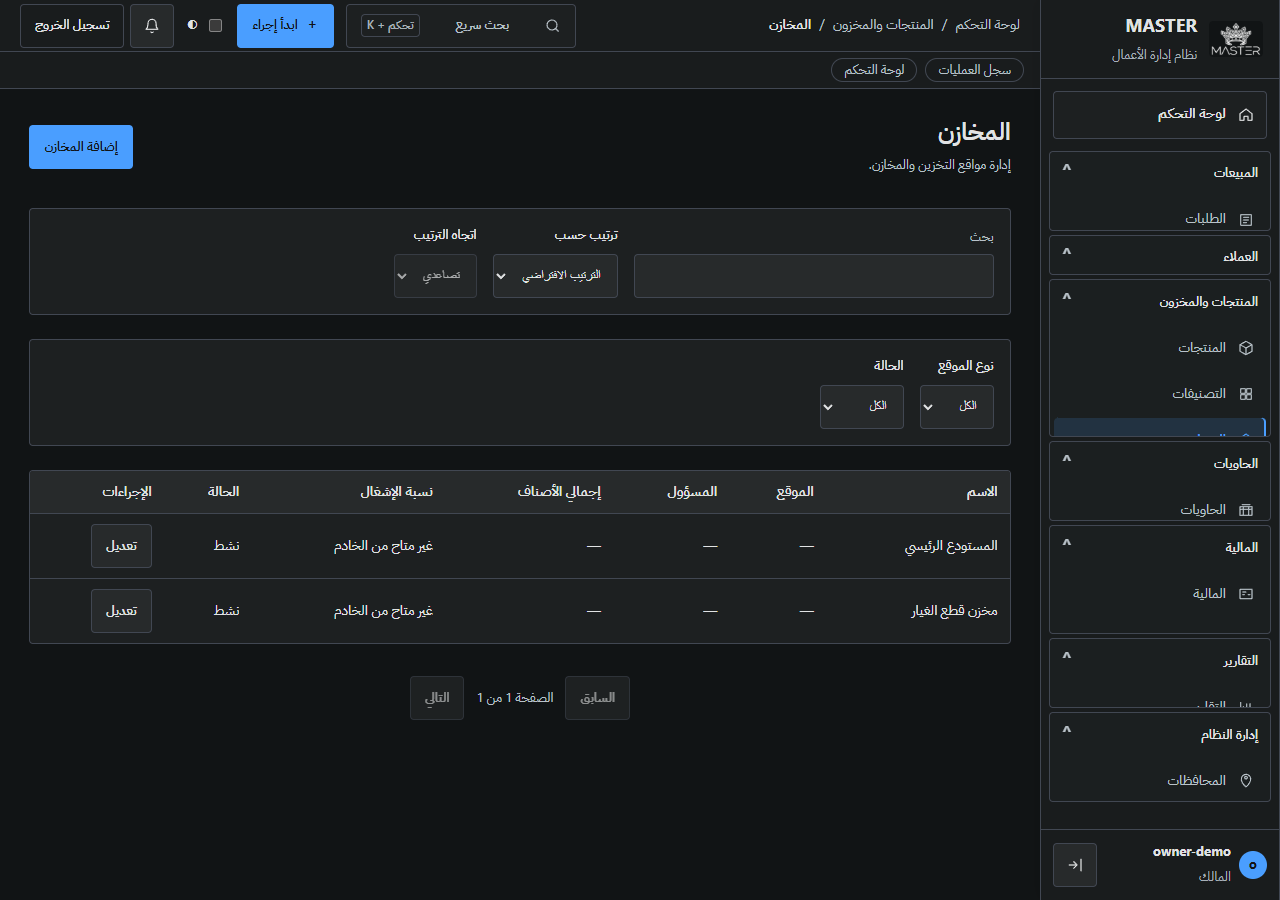 MASTER
MASTER
نظام إدارة الأعمال
لوحة التحكم
المبيعات
^
الطلبات
العملاء
^
المنتجات والمخزون
^
المنتجات
التصنيفات
الحاويات
^
الحاويات
المالية
^
المالية
التقارير
^
إدارة النظام
^
المحافظات
owner-demo
o
المالك
لوحة التحكم / المنتجات والمخزون / المخازن
بحث سريع تحكم + K
+ ابدأ إجراء
تسجيل الخروج
سجل العمليات لوحة التحكم
المخازن
إدارة مواقع التخزين والمخازن.
إضافة المخازن
بحث ترتيب حسب اتجاه الترتيب
الترتيب الافتراضي تصاعدي
نوع الموقع الحالة
الكل الكل
الاسم الموقع المسؤول إجمالي الأصناف نسبة الإشغال الحالة الإجراءات
المستودع الرئيسي — — — غير متاح من الخادم نشط تعديل
مخزن قطع الغيار — — — غير متاح من الخادم نشط تعديل
السابق الصفحة 1 من 1 التالي